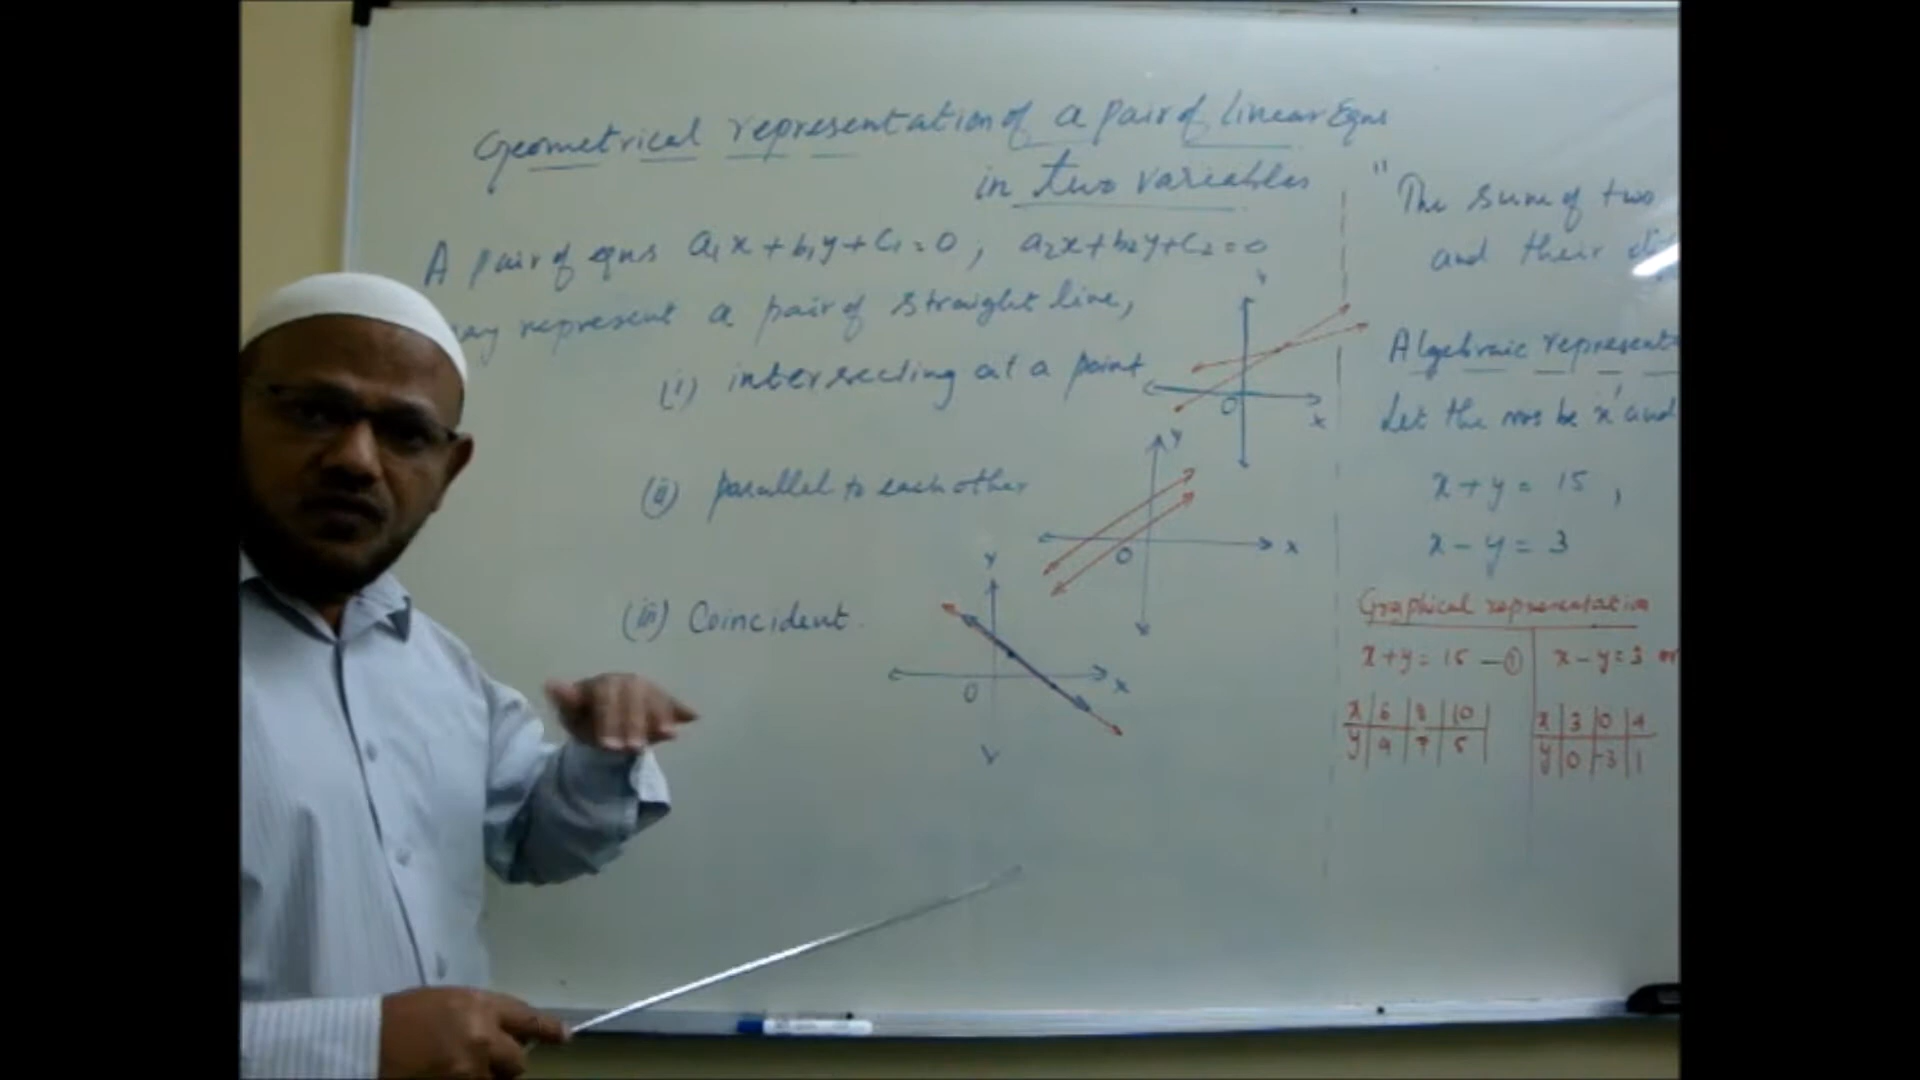 Geometrical representation of a pair of linear Eqns
in two variables
A pair of eqns a₁x + b₁y + c₁ = 0 , a₂x + b₂y + c₂ = 0
may represent a pair of straight line,
(i) intersecting at a point
Y
O
X
(ii) parallel to each other
Y
O
X
(iii) Coincident.
Y
O
X
"The sum of two
and their
Algebraic represent
Let the nos be 'x' and
x + y = 15 ,
x - y = 3
Graphical representation
x + y = 15 — ① x - y = 3 or
x | 6 | 8 | 10
y | 9 | 7 | 5
x | 3 | 0 | 4
y | 0 | -3 | 1